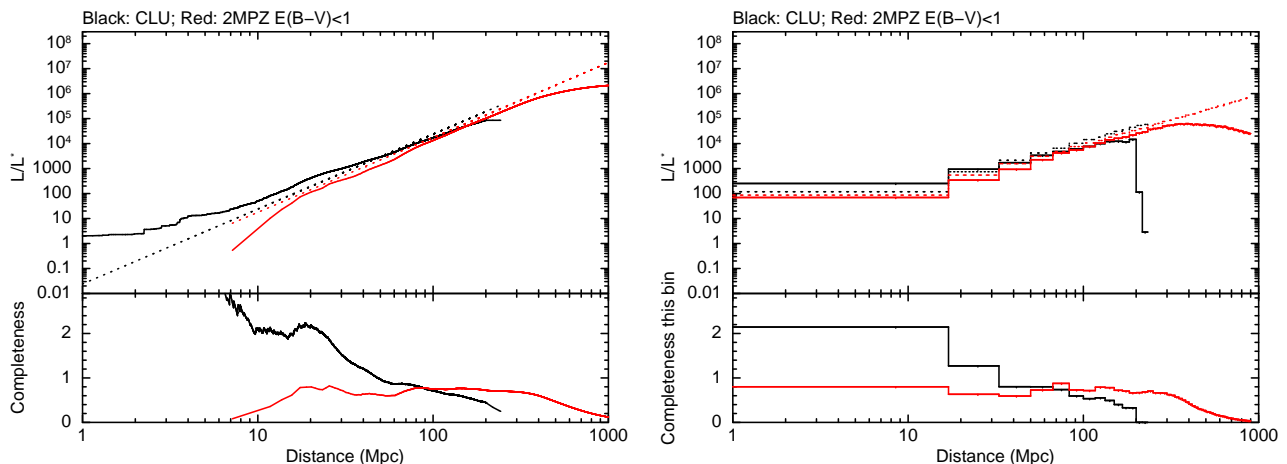 Black: CLU; Red: 2MPZ E(B−V)<1
10⁸
10⁷
10⁶
10⁵
10⁴
1000
100
10
1
0.1
0.01
L/L*
2
1
0
Completeness
1 10 100 1000
Distance (Mpc)
Black: CLU; Red: 2MPZ E(B−V)<1
10⁸
10⁷
10⁶
10⁵
10⁴
1000
100
10
1
0.1
0.01
L/L*
2
1
0
Completeness this bin
1 10 100 1000
Distance (Mpc)